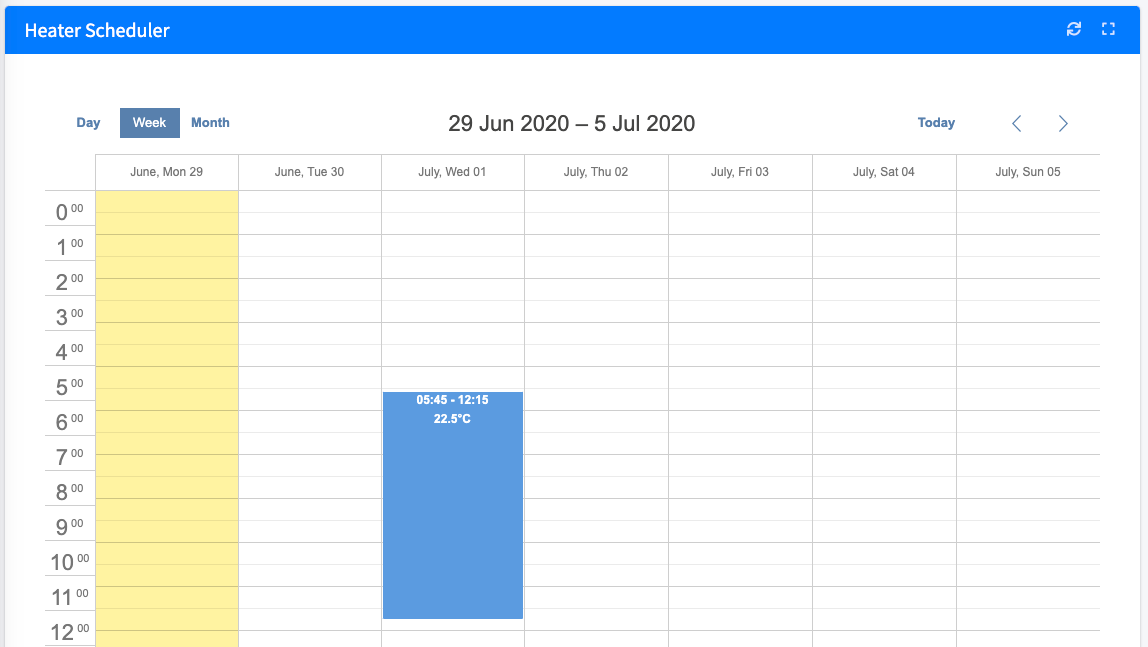 Heater Scheduler
Day Week Month 29 Jun 2020 – 5 Jul 2020 Today
June, Mon 29 June, Tue 30 July, Wed 01 July, Thu 02 July, Fri 03 July, Sat 04 July, Sun 05
0 00
1 00
2 00
3 00
4 00
5 00
05:45 - 12:15
22.5°C
6 00
7 00
8 00
9 00
10 00
11 00
12 00